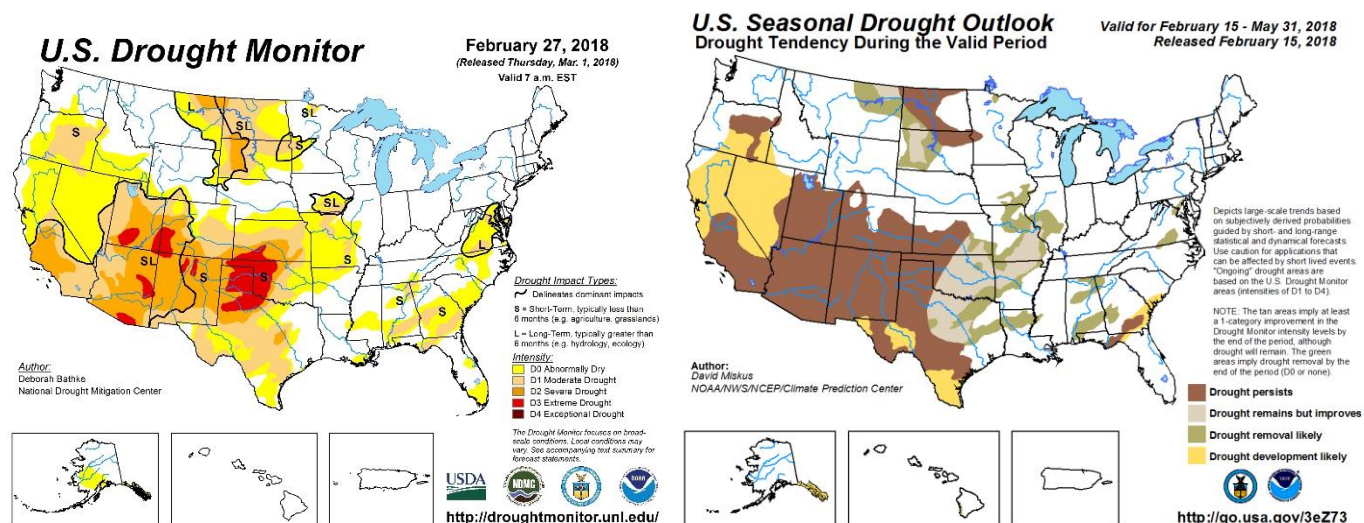 U.S. Drought Monitor
February 27, 2018
(Released Thursday, Mar. 1, 2018)
Valid 7 a.m. EST
S
L
SL
SL
S
SL
L
SL
S
S
S
S
S
Drought Impact Types:
Delineates dominant impacts
S = Short-Term, typically less than
6 months (e.g. agriculture, grasslands)
L = Long-Term, typically greater than
6 months (e.g. hydrology, ecology)
Intensity:
D0 Abnormally Dry
D1 Moderate Drought
D2 Severe Drought
D3 Extreme Drought
D4 Exceptional Drought
Author:
Deborah Bathke
National Drought Mitigation Center
The Drought Monitor focuses on broad-
scale conditions. Local conditions may
vary. See accompanying text summary for
forecast statements.
USDA
NDMC
NOAA
http://droughtmonitor.unl.edu/
U.S. Seasonal Drought Outlook
Drought Tendency During the Valid Period
Valid for February 15 - May 31, 2018
Released February 15, 2018
Depicts large-scale trends based
on subjectively derived probabilities
guided by short- and long-range
statistical and dynamical forecasts.
Use caution for applications that
can be affected by short lived events.
"Ongoing" drought areas are
based on the U.S. Drought Monitor
areas (intensities of D1 to D4).
NOTE: The tan areas imply at least
a 1-category improvement in the
Drought Monitor intensity levels by
the end of the period, although
drought will remain. The green
areas imply drought removal by the
end of the period (D0 or none).
Author:
David Miskus
NOAA/NWS/NCEP/Climate Prediction Center
Drought persists
Drought remains but improves
Drought removal likely
Drought development likely
NOAA
http://go.usa.gov/3eZ73